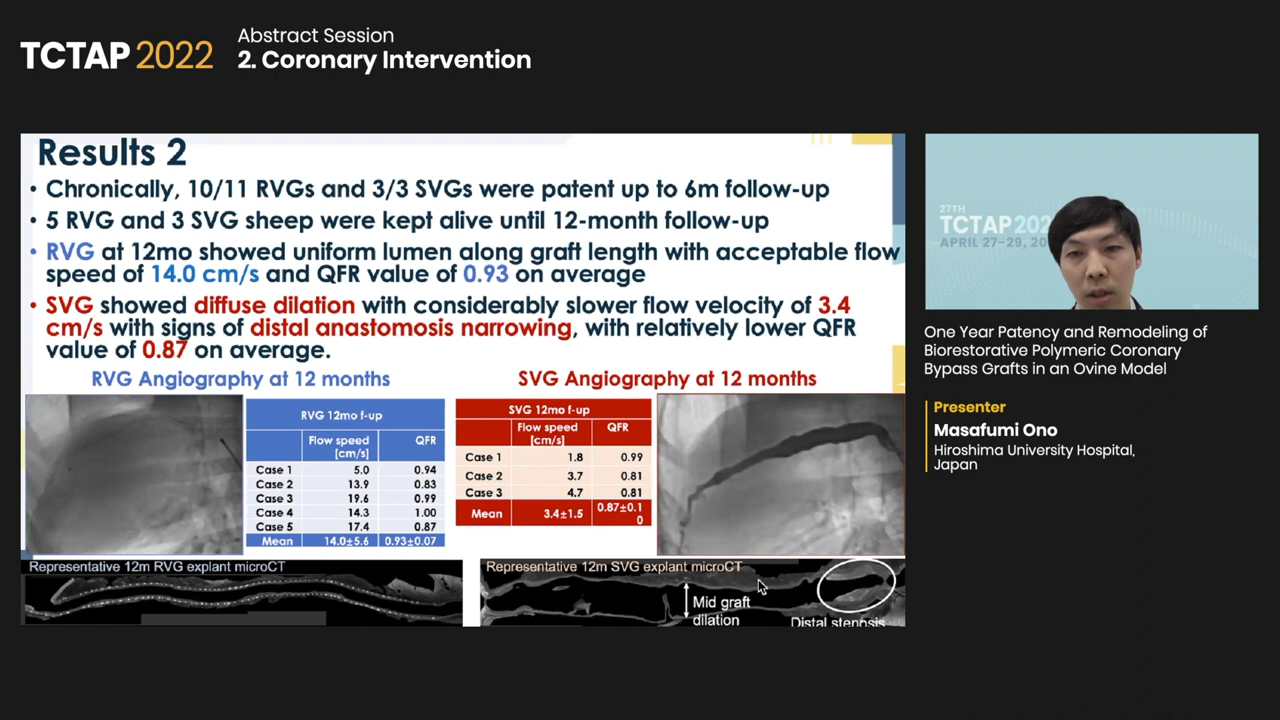 TCTAP 2022
Abstract Session
2. Coronary Intervention
Results 2
• Chronically, 10/11 RVGs and 3/3 SVGs were patent up to 6m follow-up
• 5 RVG and 3 SVG sheep were kept alive until 12-month follow-up
• RVG at 12mo showed uniform lumen along graft length with acceptable flow
speed of 14.0 cm/s and QFR value of 0.93 on average
• SVG showed diffuse dilation with considerably slower flow velocity of 3.4
cm/s with signs of distal anastomosis narrowing, with relatively lower QFR
value of 0.87 on average.
RVG Angiography at 12 months
RVG 12mo f-up
Flow speed [cm/s] QFR
Case 1 5.0 0.94
Case 2 13.9 0.83
Case 3 19.6 0.99
Case 4 14.3 1.00
Case 5 17.4 0.87
Mean 14.0±5.6 0.93±0.07
SVG Angiography at 12 months
SVG 12mo f-up
Flow speed [cm/s] QFR
Case 1 1.8 0.99
Case 2 3.7 0.81
Case 3 4.7 0.81
Mean 3.4±1.5 0.87±0.10
Representative 12m RVG explant microCT
Representative 12m SVG explant microCT
Mid graft
dilation
Distal stenosis
27TH
TCTAP 202
APRIL 27-29, 20
One Year Patency and Remodeling of
Biorestorative Polymeric Coronary
Bypass Grafts in an Ovine Model
Presenter
Masafumi Ono
Hiroshima University Hospital,
Japan